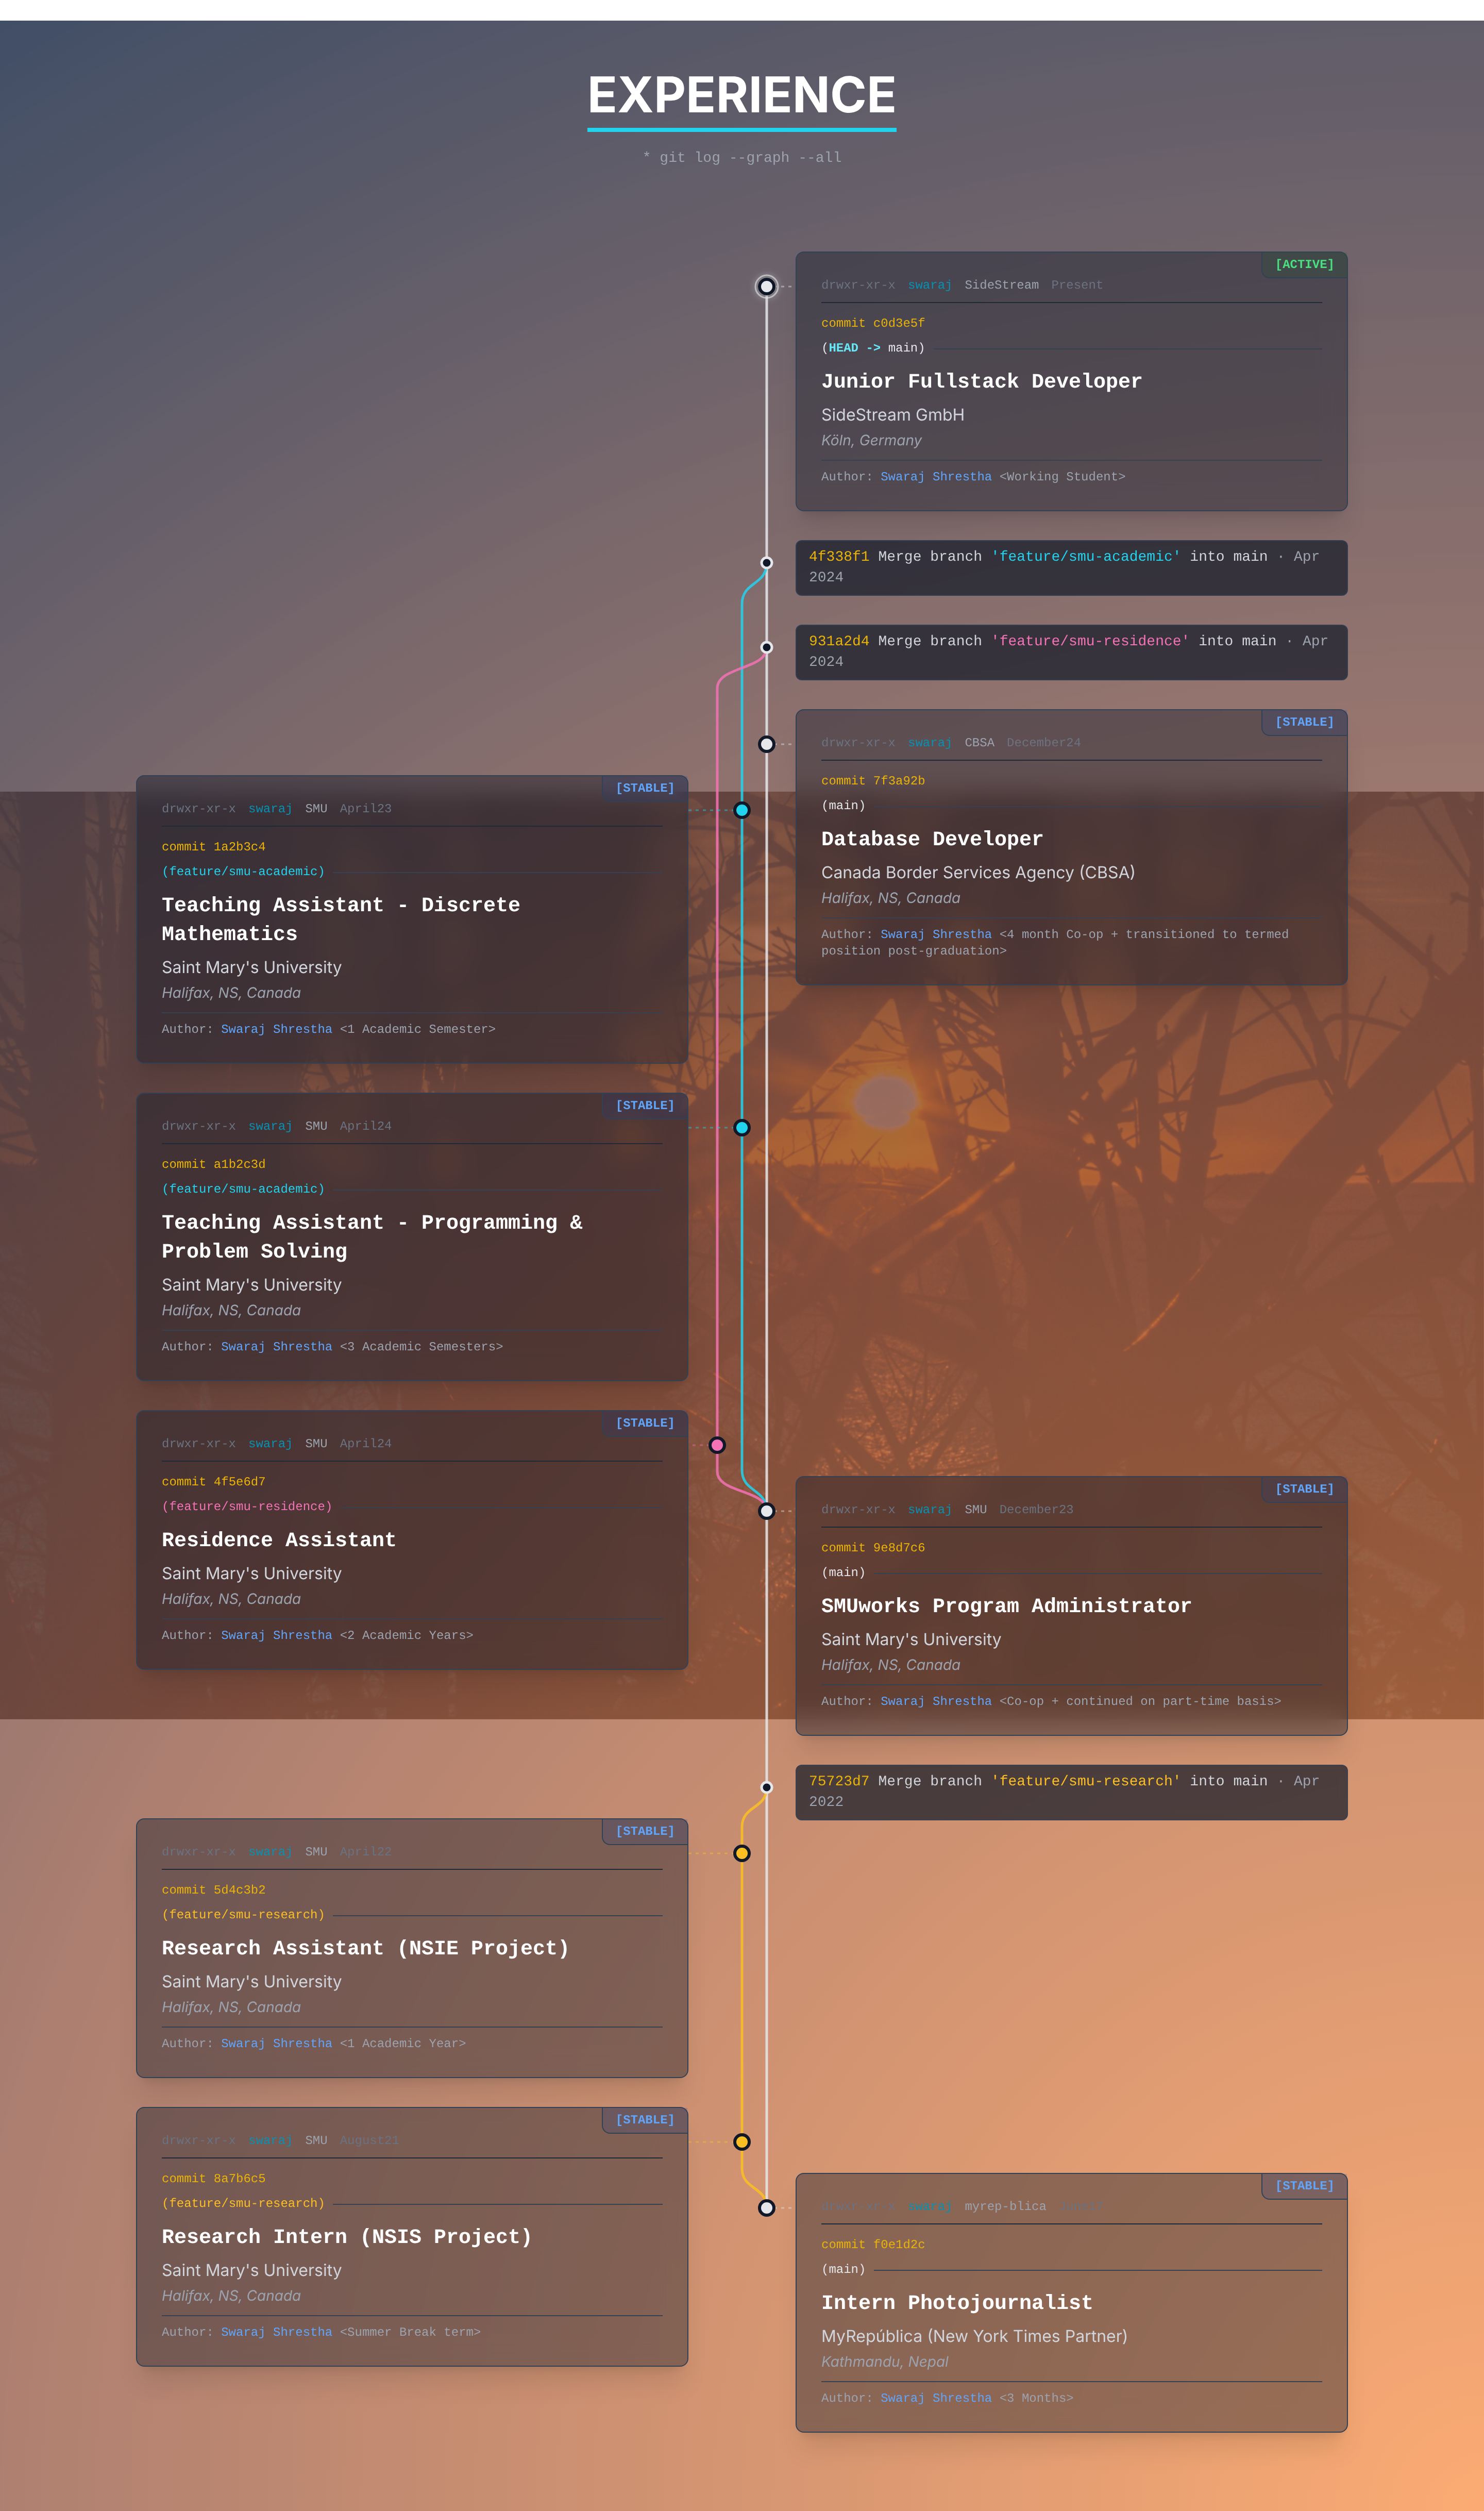 EXPERIENCE
* git log --graph --all
[ACTIVE]
drwxr-xr-x swaraj SideStream Present
commit c0d3e5f
(HEAD -> main)
Junior Fullstack Developer
SideStream GmbH
Köln, Germany
Author: Swaraj Shrestha <Working Student>
4f338f1 Merge branch 'feature/smu-academic' into main · Apr
2024
931a2d4 Merge branch 'feature/smu-residence' into main · Apr
2024
[STABLE]
drwxr-xr-x swaraj CBSA December24
commit 7f3a92b
(main)
Database Developer
Canada Border Services Agency (CBSA)
Halifax, NS, Canada
Author: Swaraj Shrestha <4 month Co-op + transitioned to termed
position post-graduation>
[STABLE]
drwxr-xr-x swaraj SMU April23
commit 1a2b3c4
(feature/smu-academic)
Teaching Assistant - Discrete
Mathematics
Saint Mary's University
Halifax, NS, Canada
Author: Swaraj Shrestha <1 Academic Semester>
[STABLE]
drwxr-xr-x swaraj SMU April24
commit a1b2c3d
(feature/smu-academic)
Teaching Assistant - Programming &
Problem Solving
Saint Mary's University
Halifax, NS, Canada
Author: Swaraj Shrestha <3 Academic Semesters>
[STABLE]
drwxr-xr-x swaraj SMU April24
commit 4f5e6d7
(feature/smu-residence)
Residence Assistant
Saint Mary's University
Halifax, NS, Canada
Author: Swaraj Shrestha <2 Academic Years>
[STABLE]
drwxr-xr-x swaraj SMU December23
commit 9e8d7c6
(main)
SMUworks Program Administrator
Saint Mary's University
Halifax, NS, Canada
Author: Swaraj Shrestha <Co-op + continued on part-time basis>
75723d7 Merge branch 'feature/smu-research' into main · Apr
2022
[STABLE]
drwxr-xr-x swaraj SMU April22
commit 5d4c3b2
(feature/smu-research)
Research Assistant (NSIE Project)
Saint Mary's University
Halifax, NS, Canada
Author: Swaraj Shrestha <1 Academic Year>
[STABLE]
drwxr-xr-x swaraj SMU August21
commit 8a7b6c5
(feature/smu-research)
Research Intern (NSIS Project)
Saint Mary's University
Halifax, NS, Canada
Author: Swaraj Shrestha <Summer Break term>
[STABLE]
drwxr-xr-x swaraj myrep-blica
commit f0e1d2c
(main)
Intern Photojournalist
MyRepública (New York Times Partner)
Kathmandu, Nepal
Author: Swaraj Shrestha <3 Months>